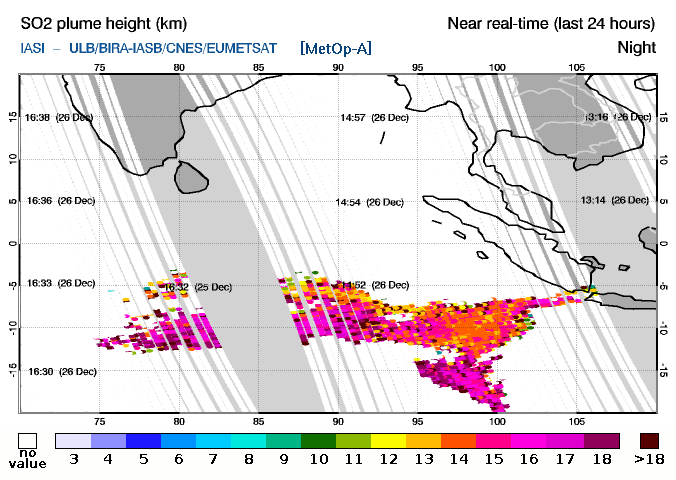 SO2 plume height (km)
Near real-time (last 24 hours)
IASI – ULB/BIRA-IASB/CNES/EUMETSAT [MetOp-A]
Night
75 80 85 90 95 100 105
16:38 (26 Dec)
14:57 (26 Dec)
13:16 (26 Dec)
15 15
10 10
16:36 (26 Dec)
14:54 (26 Dec)
13:14 (26 Dec)
5 5
0 0
16:33 (26 Dec)
16:32 (25 Dec)
14:52 (26 Dec)
-5 -5
-10 -10
16:30 (26 Dec)
-15 -15
75 80 85 90 95 100 105
no value
3 4 5 6 7 8 9 10 11 12 13 14 15 16 17 18 >18